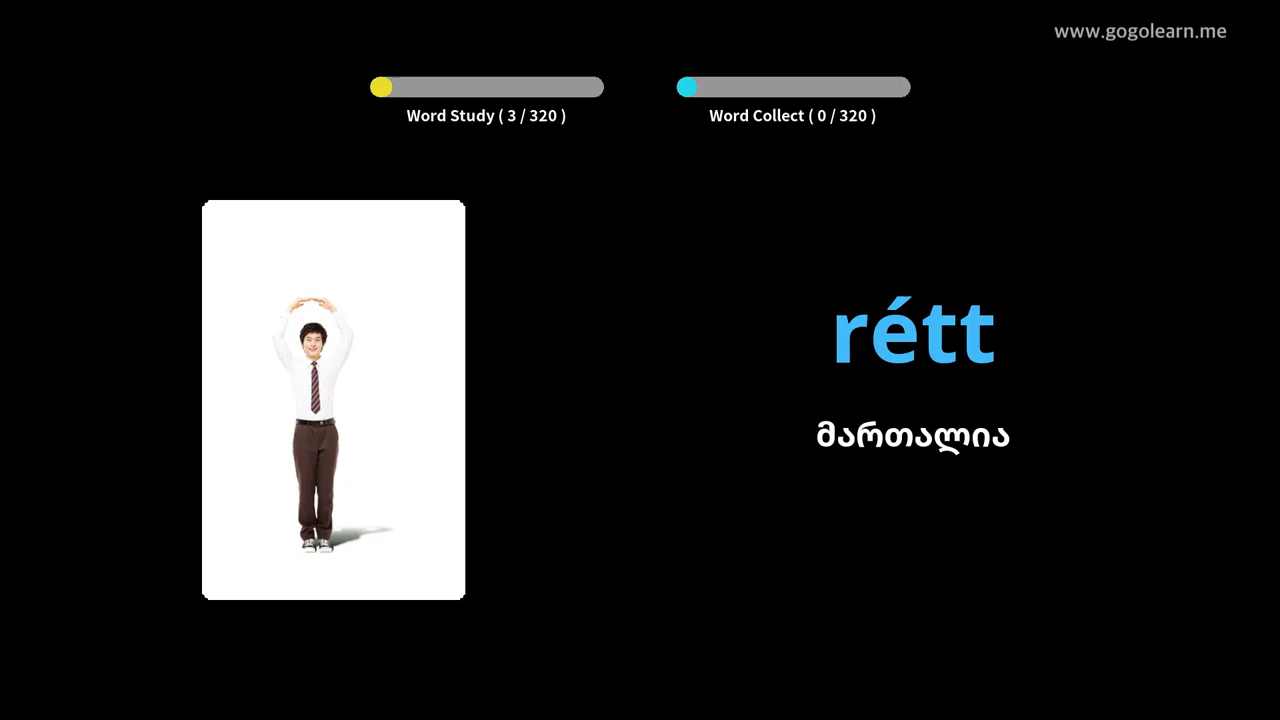 www.gogolearn.me
Word Study ( 3 / 320 )
Word Collect ( 0 / 320 )
rétt
მართალია